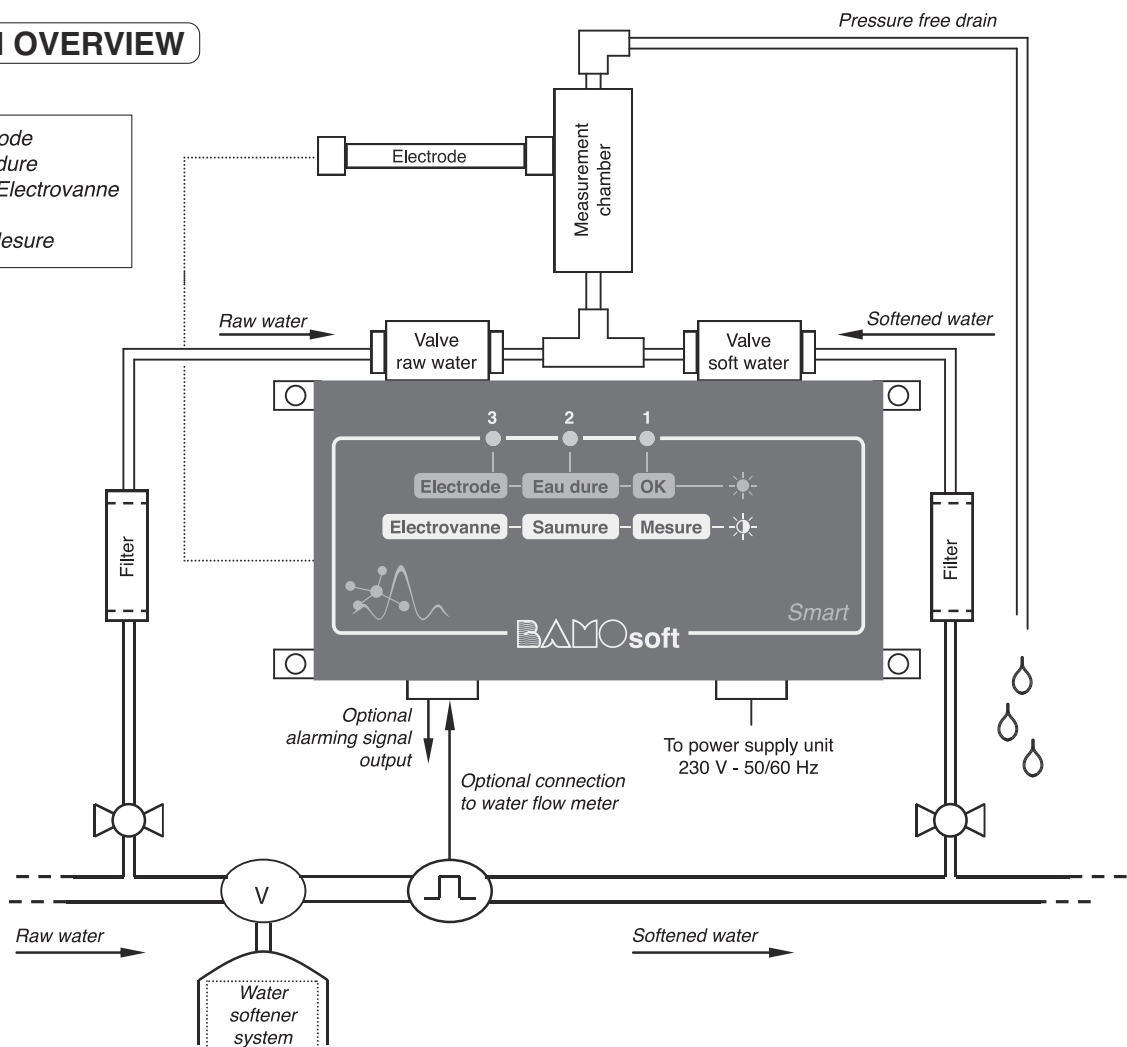 OVERVIEW
Pressure free drain
ode
dure
Electrovanne
esure
Electrode
Measurement
chamber
Raw water
Softened water
Valve
raw water
Valve
soft water
3 2 1
Electrode Eau dure OK
Electrovanne Saumure Mesure
Filter
Filter
Smart
BAMOsoft
Optional
alarming signal
output
To power supply unit
230 V - 50/60 Hz
Optional connection
to water flow meter
V
Raw water
Softened water
Water
softener
system